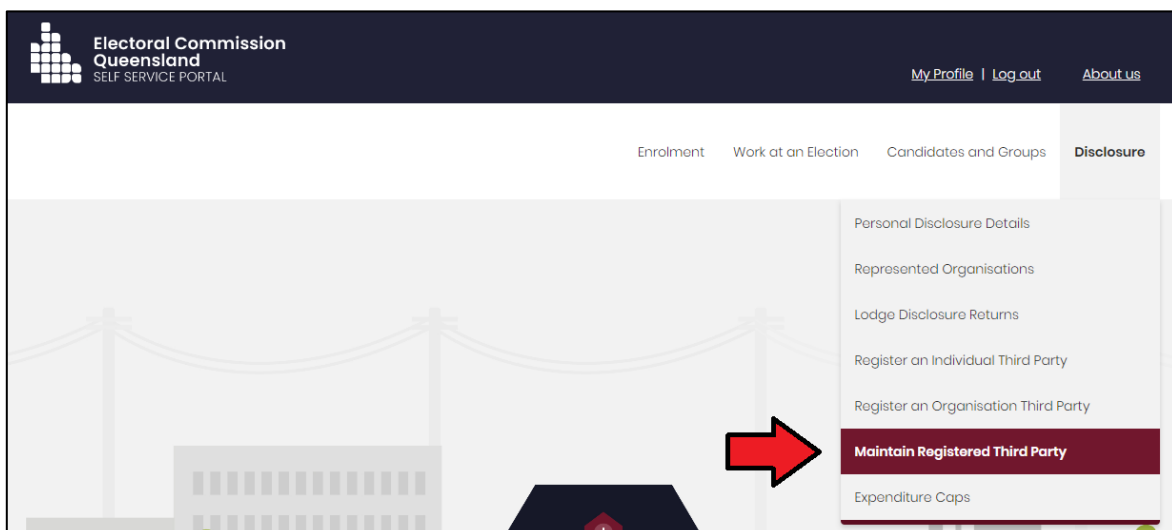 Electoral Commission
Queensland
SELF SERVICE PORTAL
My Profile | Log out About us
Enrolment Work at an Election Candidates and Groups Disclosure
Personal Disclosure Details
Represented Organisations
Lodge Disclosure Returns
Register an Individual Third Party
Register an Organisation Third Party
Maintain Registered Third Party
Expenditure Caps